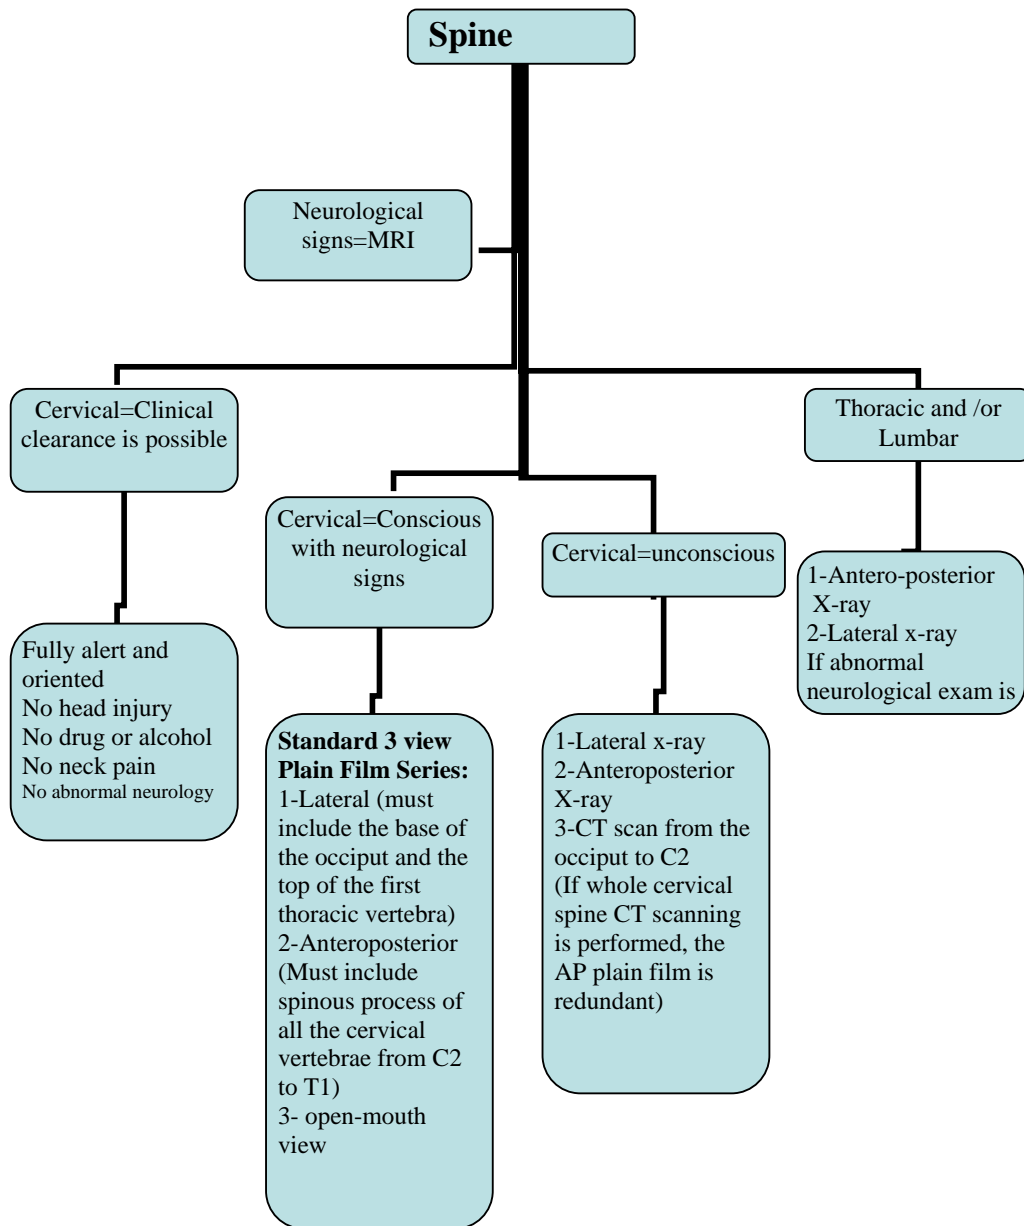 Spine
Neurological
signs=MRI
Cervical=Clinical
clearance is possible
Thoracic and /or
Lumbar
Cervical=Conscious
with neurological
signs
Cervical=unconscious
1-Antero-posterior
X-ray
2-Lateral x-ray
If abnormal
neurological exam is
Fully alert and
oriented
No head injury
No drug or alcohol
No neck pain
No abnormal neurology
Standard 3 view
Plain Film Series:
1-Lateral (must
include the base of
the occiput and the
top of the first
thoracic vertebra)
2-Anteroposterior
(Must include
spinous process of
all the cervical
vertebrae from C2
to T1)
3- open-mouth
view
1-Lateral x-ray
2-Anteroposterior
X-ray
3-CT scan from the
occiput to C2
(If whole cervical
spine CT scanning
is performed, the
AP plain film is
redundant)